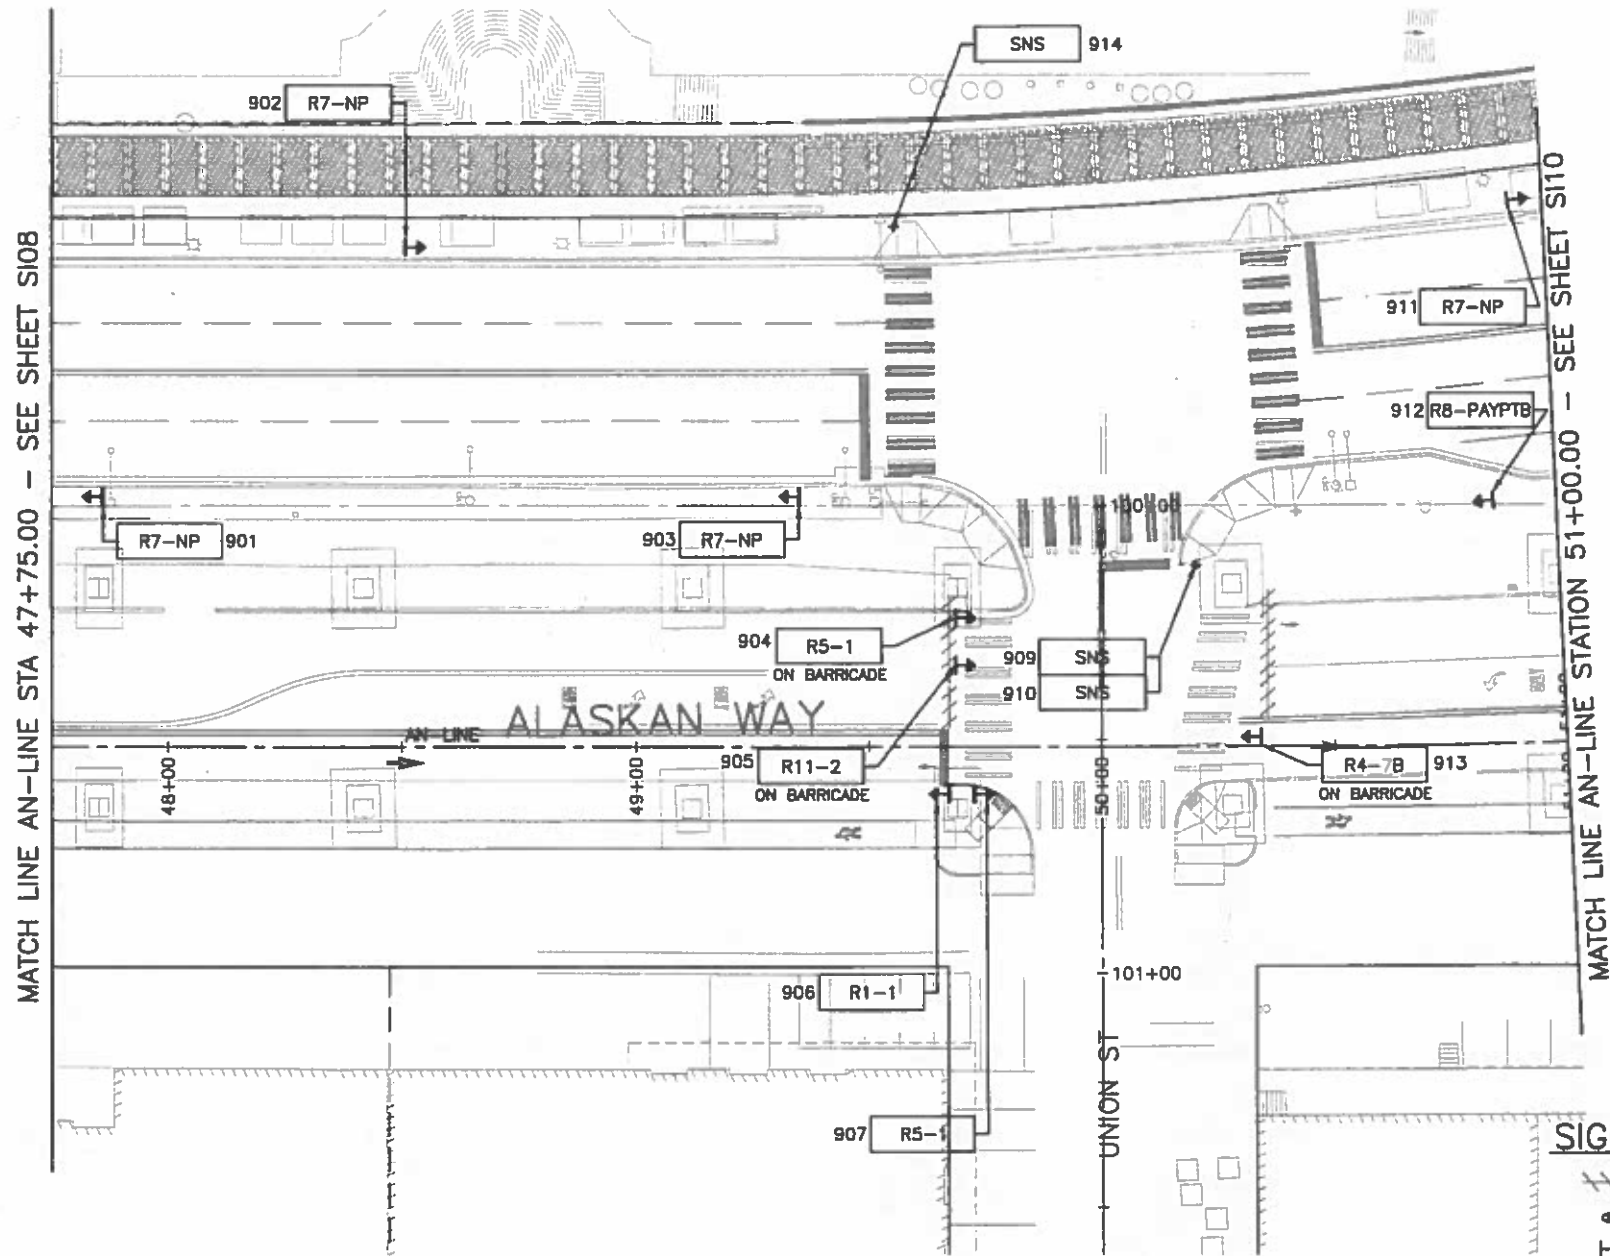 SNS 914
902 R7-NP
MATCH LINE AN-LINE STA 47+75.00 - SEE SHEET SI08
MATCH LINE AN-LINE STATION 51+00.00 - SEE SHEET SI10
911 R7-NP
912 R8-PAYPTB
100+00
R7-NP 901
903 R7-NP
904 R5-1
ON BARRICADE
909 SNS
910 SNS
ALASKAN WAY
AN-LINE
48+00
49+00
50+00
905 R11-2
ON BARRICADE
R4-7B 913
ON BARRICADE
906 R1-1
101+00
UNION ST
907 R5-1
SIG